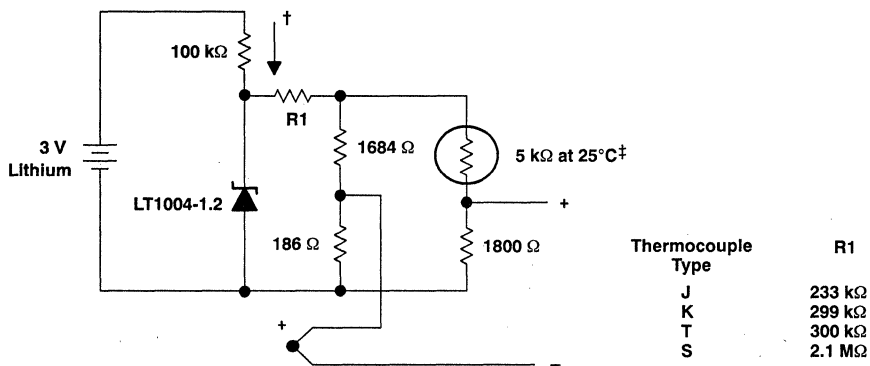 †
100 kΩ
R1
3 V
Lithium
1684 Ω
5 kΩ at 25°C‡
LT1004-1.2
+
186 Ω
1800 Ω
+
−
Thermocouple
Type
R1
J 233 kΩ
K 299 kΩ
T 300 kΩ
S 2.1 MΩ